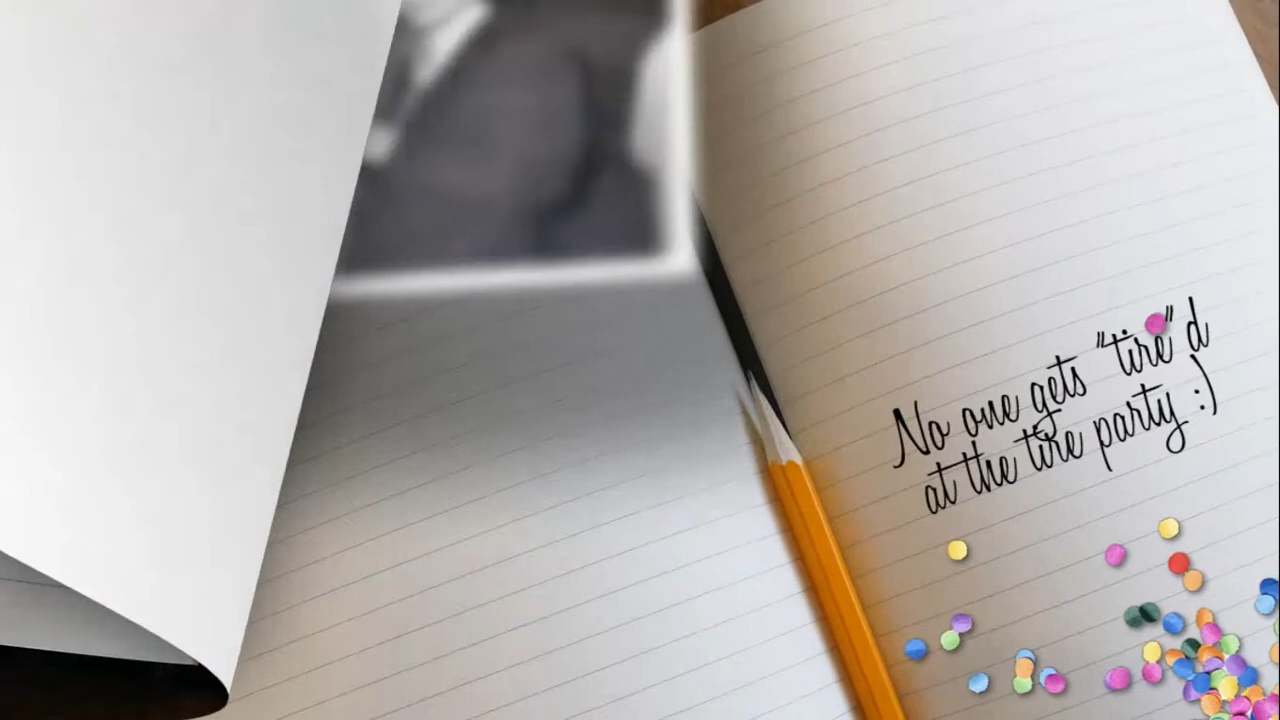 No one gets "tire" d
at the tire party :)